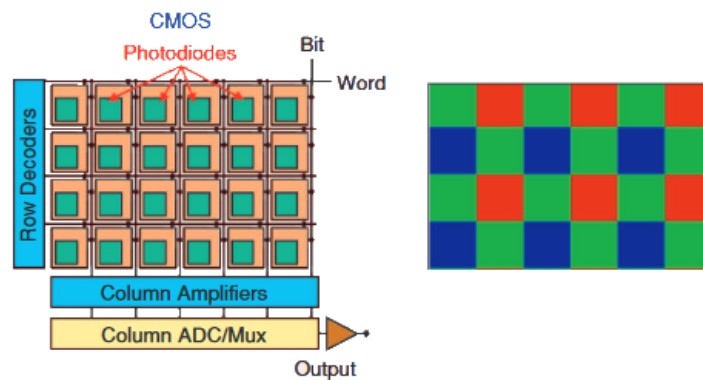 CMOS
Photodiodes
Bit
Word
Row Decoders
Column Amplifiers
Column ADC/Mux
Output